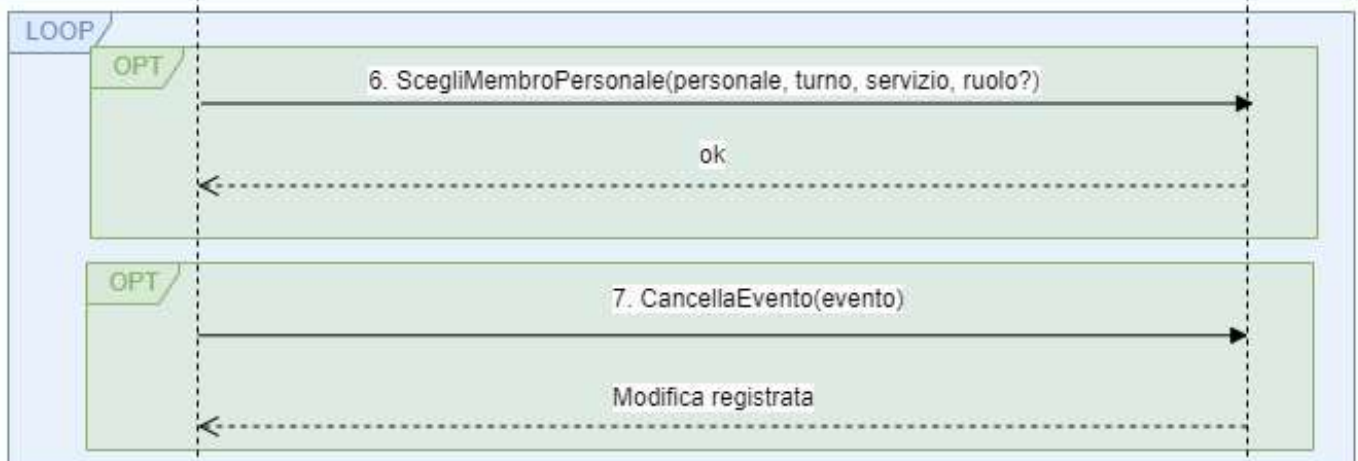 LOOP
OPT
6. ScegliMembroPersonale(personale, turno, servizio, ruolo?)
ok
OPT
7. CancellaEvento(evento)
Modifica registrata